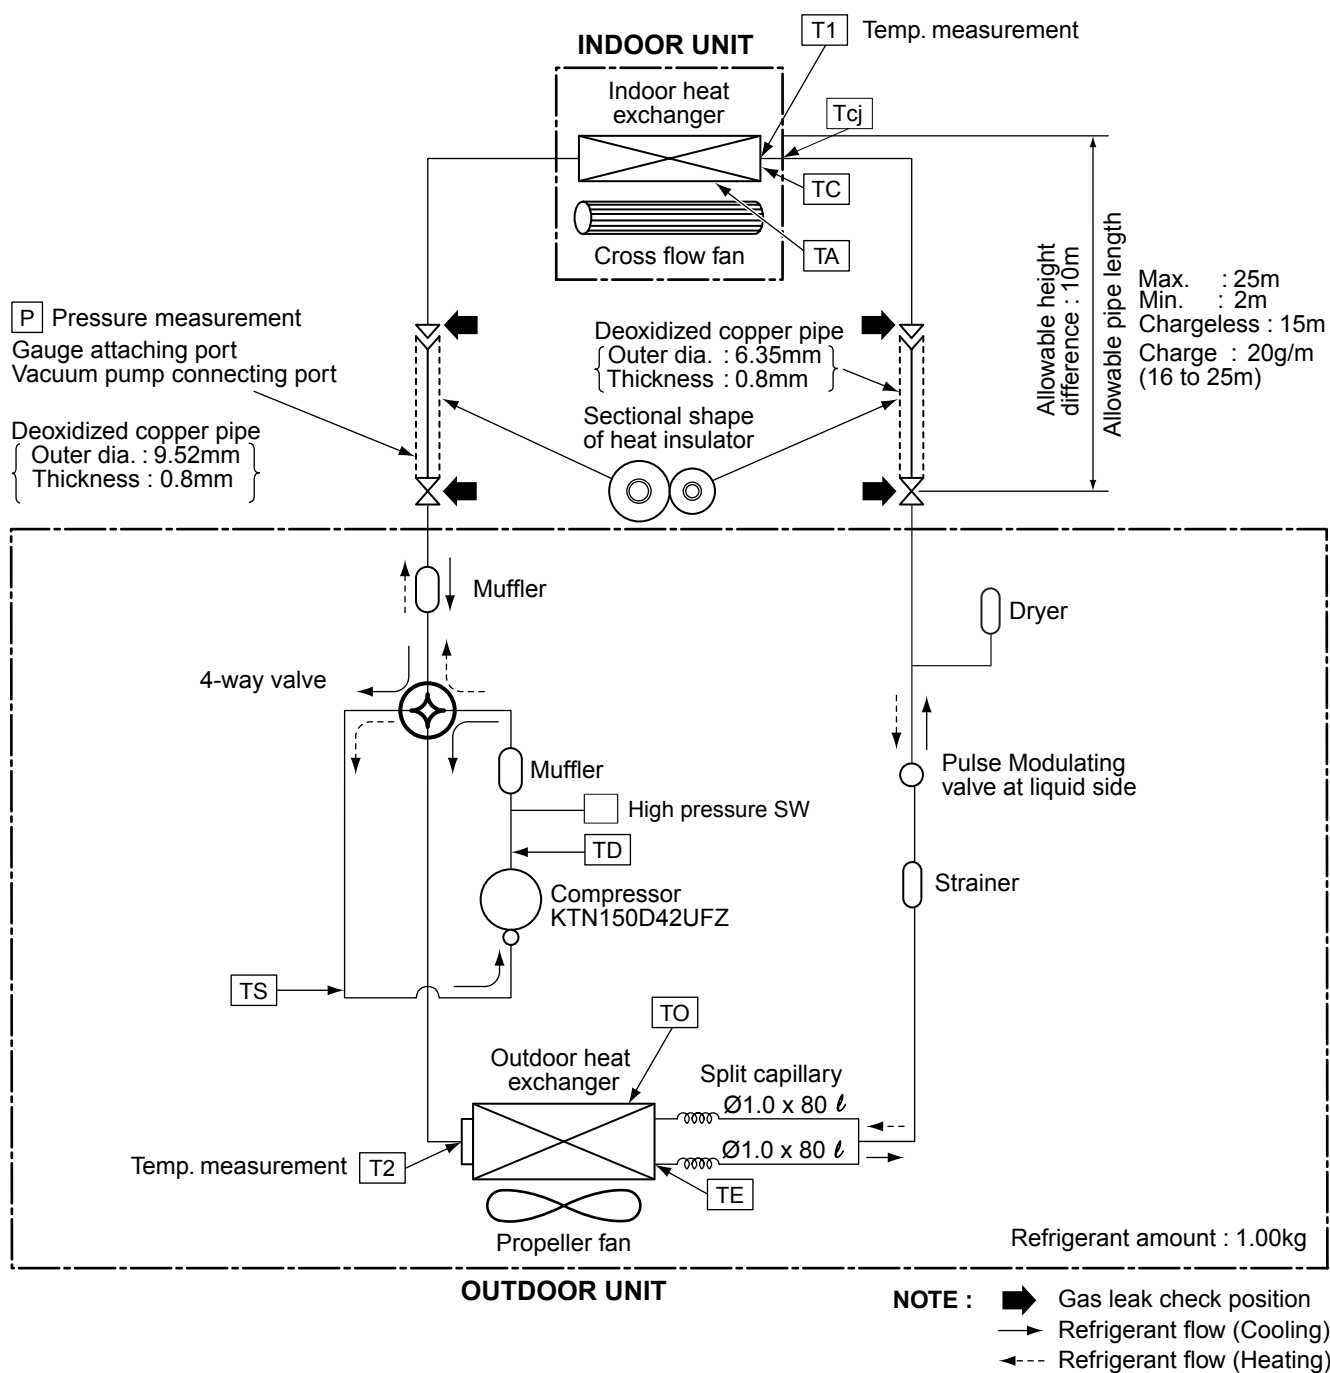 T1 Temp. measurement
INDOOR UNIT
Indoor heat
exchanger
Tcj
TC
Cross flow fan
TA
Allowable height
difference : 10m
Allowable pipe length
Max. : 25m
Min. : 2m
Chargeless : 15m
Charge : 20g/m
(16 to 25m)
P Pressure measurement
Gauge attaching port
Vacuum pump connecting port
Deoxidized copper pipe
Outer dia. : 9.52mm
Thickness : 0.8mm
Deoxidized copper pipe
Outer dia. : 6.35mm
Thickness : 0.8mm
Sectional shape
of heat insulator
Muffler
Dryer
4-way valve
Muffler
Pulse Modulating
valve at liquid side
High pressure SW
TD
Strainer
Compressor
KTN150D42UFZ
TS
TO
Outdoor heat
exchanger
Split capillary
Ø1.0 x 80 ℓ
Ø1.0 x 80 ℓ
Temp. measurement T2
TE
Propeller fan
Refrigerant amount : 1.00kg
OUTDOOR UNIT
NOTE :
Gas leak check position
Refrigerant flow (Cooling)
Refrigerant flow (Heating)